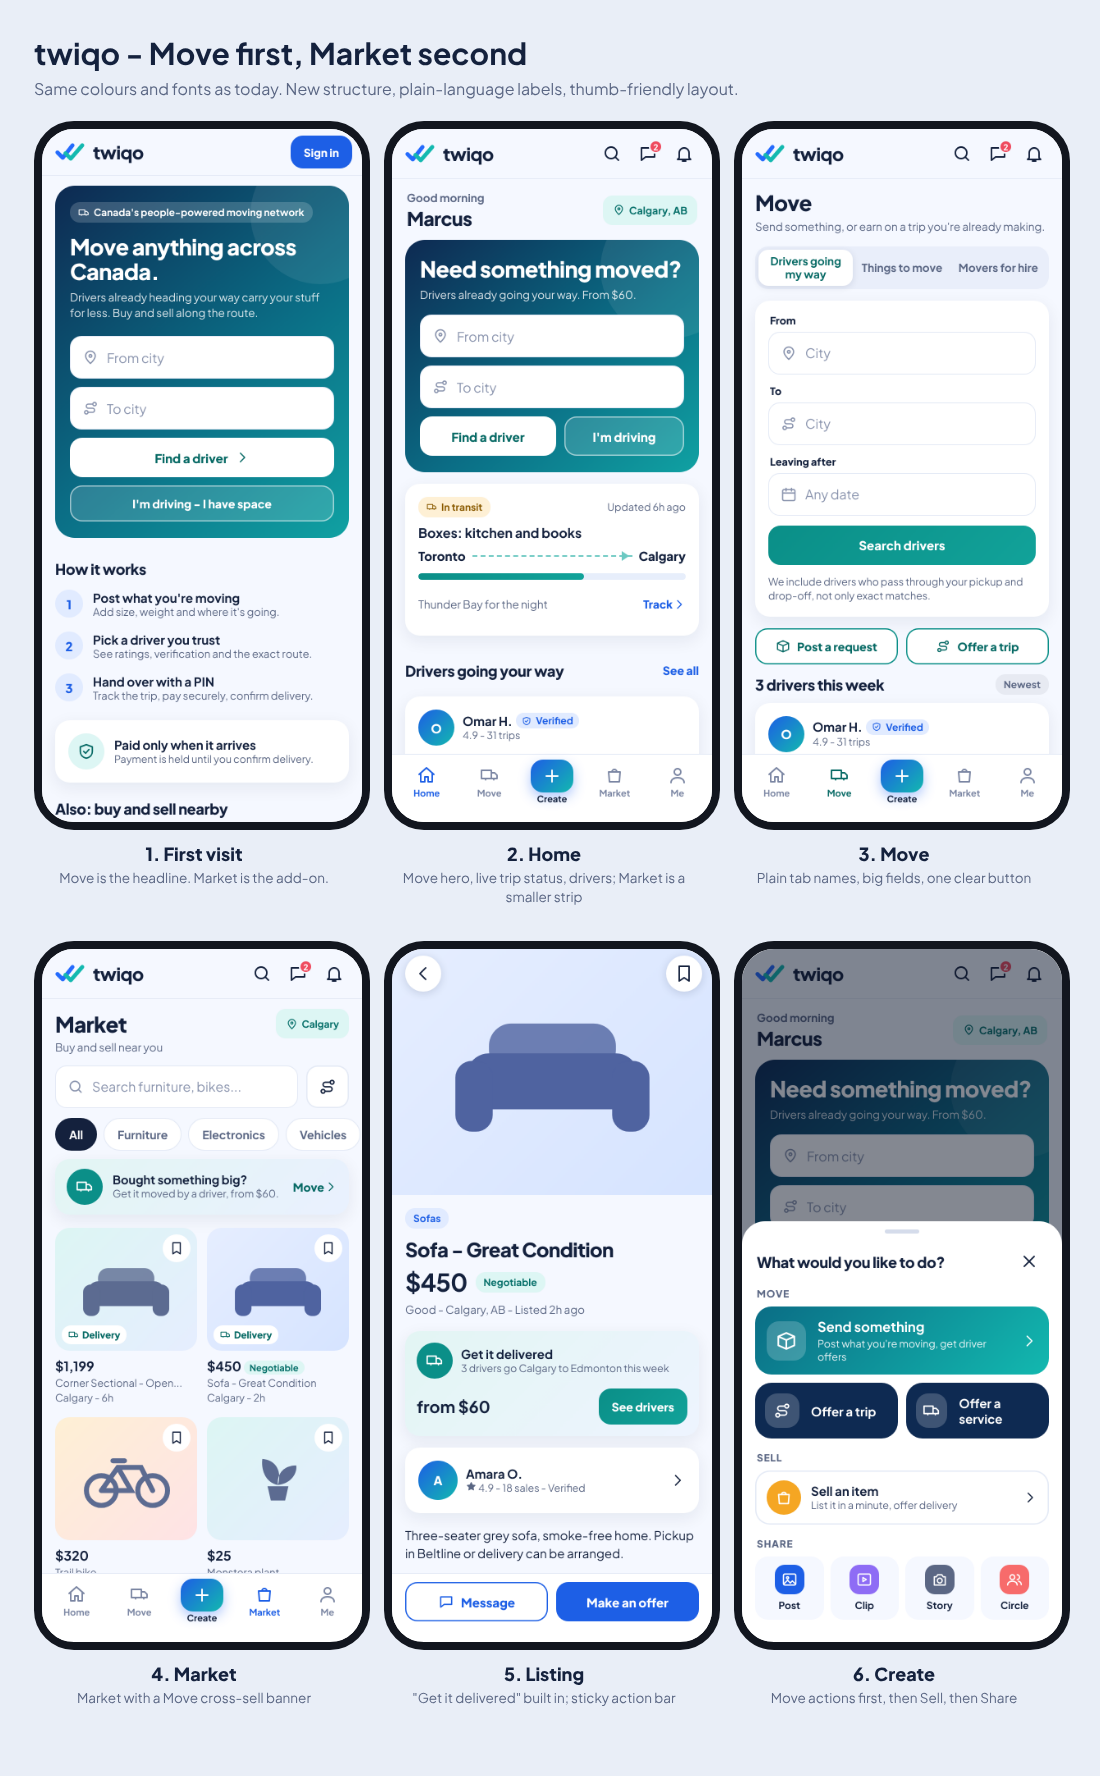 twiqo – Move first, Market second
Same colours and fonts as today. New structure, plain-language labels, thumb-friendly layout.
twiqo
Sign in
Canada's people-powered moving network
Move anything across
Canada.
Drivers already heading your way carry your stuff
for less. Buy and sell along the route.
From city
To city
Find a driver
I'm driving – I have space
How it works
1
Post what you're moving
Add size, weight and where it's going.
2
Pick a driver you trust
See ratings, verification and the exact route.
3
Hand over with a PIN
Track the trip, pay securely, confirm delivery.
Paid only when it arrives
Payment is held until you confirm delivery.
Also: buy and sell nearby
1. First visit
Move is the headline. Market is the add-on.
twiqo
2
Good morning
Marcus
Calgary, AB
Need something moved?
Drivers already going your way. From $60.
From city
To city
Find a driver
I'm driving
In transit
Updated 6h ago
Boxes: kitchen and books
Toronto
Calgary
Thunder Bay for the night
Track
Drivers going your way
See all
O
Omar H.
Verified
4.9 - 31 trips
Home
Move
Create
Market
Me
2. Home
Move hero, live trip status, drivers; Market is a
smaller strip
twiqo
2
Move
Send something, or earn on a trip you're already making.
Drivers going
my way
Things to move
Movers for hire
From
City
To
City
Leaving after
Any date
Search drivers
We include drivers who pass through your pickup and
drop-off, not only exact matches.
Post a request
Offer a trip
3 drivers this week
Newest
O
Omar H.
Verified
4.9 - 31 trips
Home
Move
Create
Market
Me
3. Move
Plain tab names, big fields, one clear button
twiqo
2
Market
Calgary
Buy and sell near you
Search furniture, bikes...
All
Furniture
Electronics
Vehicles
Bought something big?
Get it moved by a driver, from $60.
Move
Delivery
Delivery
$1,199
Corner Sectional - Open...
Calgary - 6h
$450
Negotiable
Sofa - Great Condition
Calgary - 2h
$320
Trail bike
$25
Monstera plant
Home
Move
Create
Market
Me
4. Market
Market with a Move cross-sell banner
Sofas
Sofa – Great Condition
$450
Negotiable
Good - Calgary, AB - Listed 2h ago
Get it delivered
3 drivers go Calgary to Edmonton this week
from $60
See drivers
A
Amara O.
4.9 - 18 sales - Verified
Three-seater grey sofa, smoke-free home. Pickup
in Beltline or delivery can be arranged.
Message
Make an offer
5. Listing
"Get it delivered" built in; sticky action bar
twiqo
2
Good morning
Marcus
Calgary, AB
Need something moved?
Drivers already going your way. From $60.
From city
To city
What would you like to do?
MOVE
Send something
Post what you're moving, get driver
offers
Offer a trip
Offer a
service
SELL
Sell an item
List it in a minute, offer delivery
SHARE
Post
Clip
Story
Circle
6. Create
Move actions first, then Sell, then Share